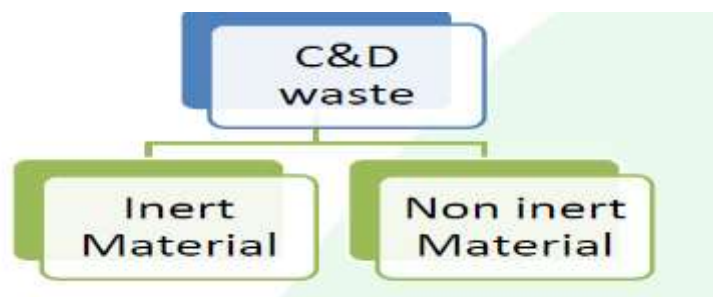 C&D
waste
Inert
Material
Non inert
Material